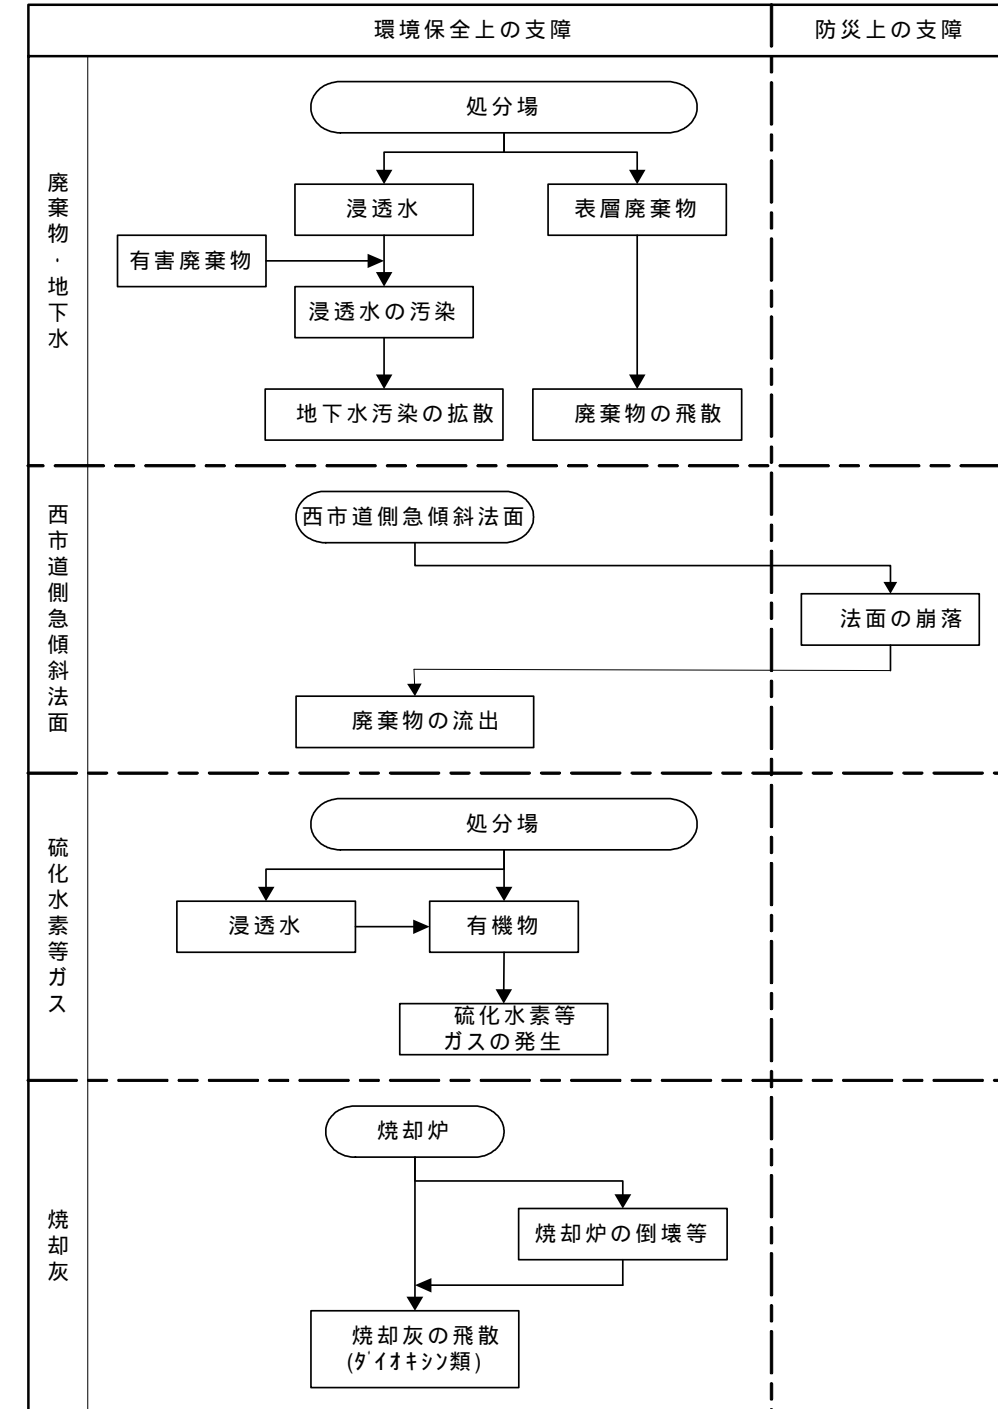 環境保全上の支障
防災上の支障
廃棄物・地下水
処分場
浸透水
表層廃棄物
有害廃棄物
浸透水の汚染
地下水汚染の拡散
廃棄物の飛散
西市道側急傾斜法面
西市道側急傾斜法面
法面の崩落
廃棄物の流出
硫化水素等ガス
処分場
浸透水
有機物
硫化水素等
ガスの発生
焼却灰
焼却炉
焼却炉の倒壊等
焼却灰の飛散
(ﾀﾞｲｵｷｼﾝ類)